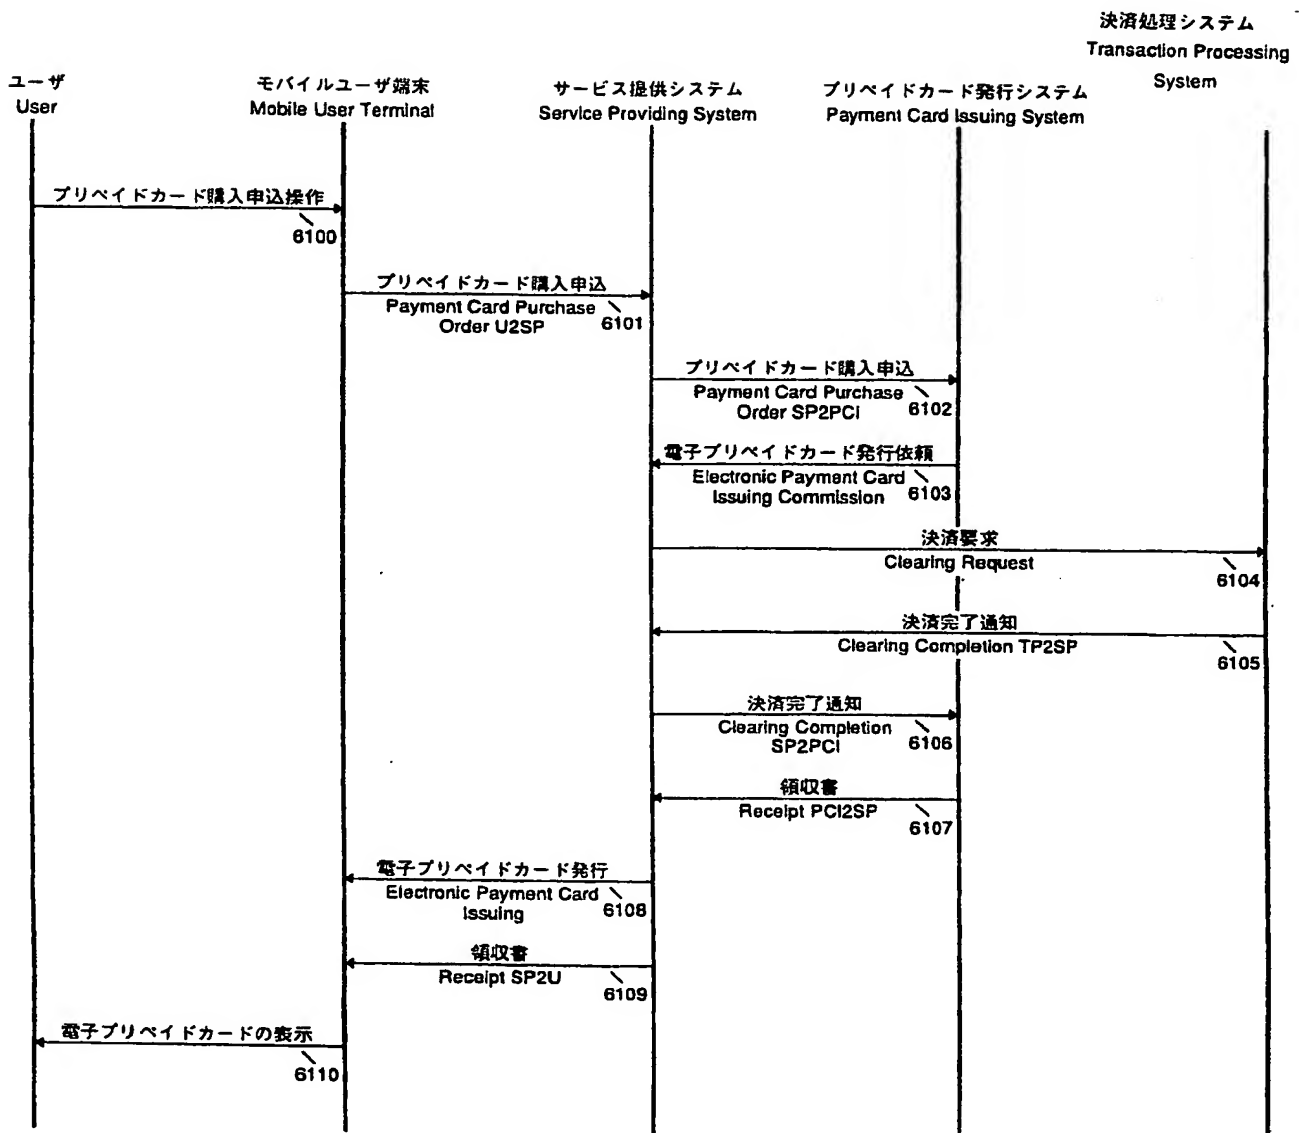 決済処理システム
Transaction Processing
System
ユーザ
User
モバイルユーザ端末
Mobile User Terminal
サービス提供システム
Service Providing System
プリペイドカード発行システム
Payment Card Issuing System
プリペイドカード購入申込操作
6100
プリペイドカード購入申込
Payment Card Purchase
Order U2SP
6101
プリペイドカード購入申込
Payment Card Purchase
Order SP2PCI
6102
電子プリペイドカード発行依頼
Electronic Payment Card
Issuing Commission
6103
決済要求
Clearing Request
6104
決済完了通知
Clearing Completion TP2SP
6105
決済完了通知
Clearing Completion
SP2PCI
6106
領収書
Receipt PCI2SP
6107
電子プリペイドカード発行
Electronic Payment Card
Issuing
6108
領収書
Receipt SP2U
6109
電子プリペイドカードの表示
6110